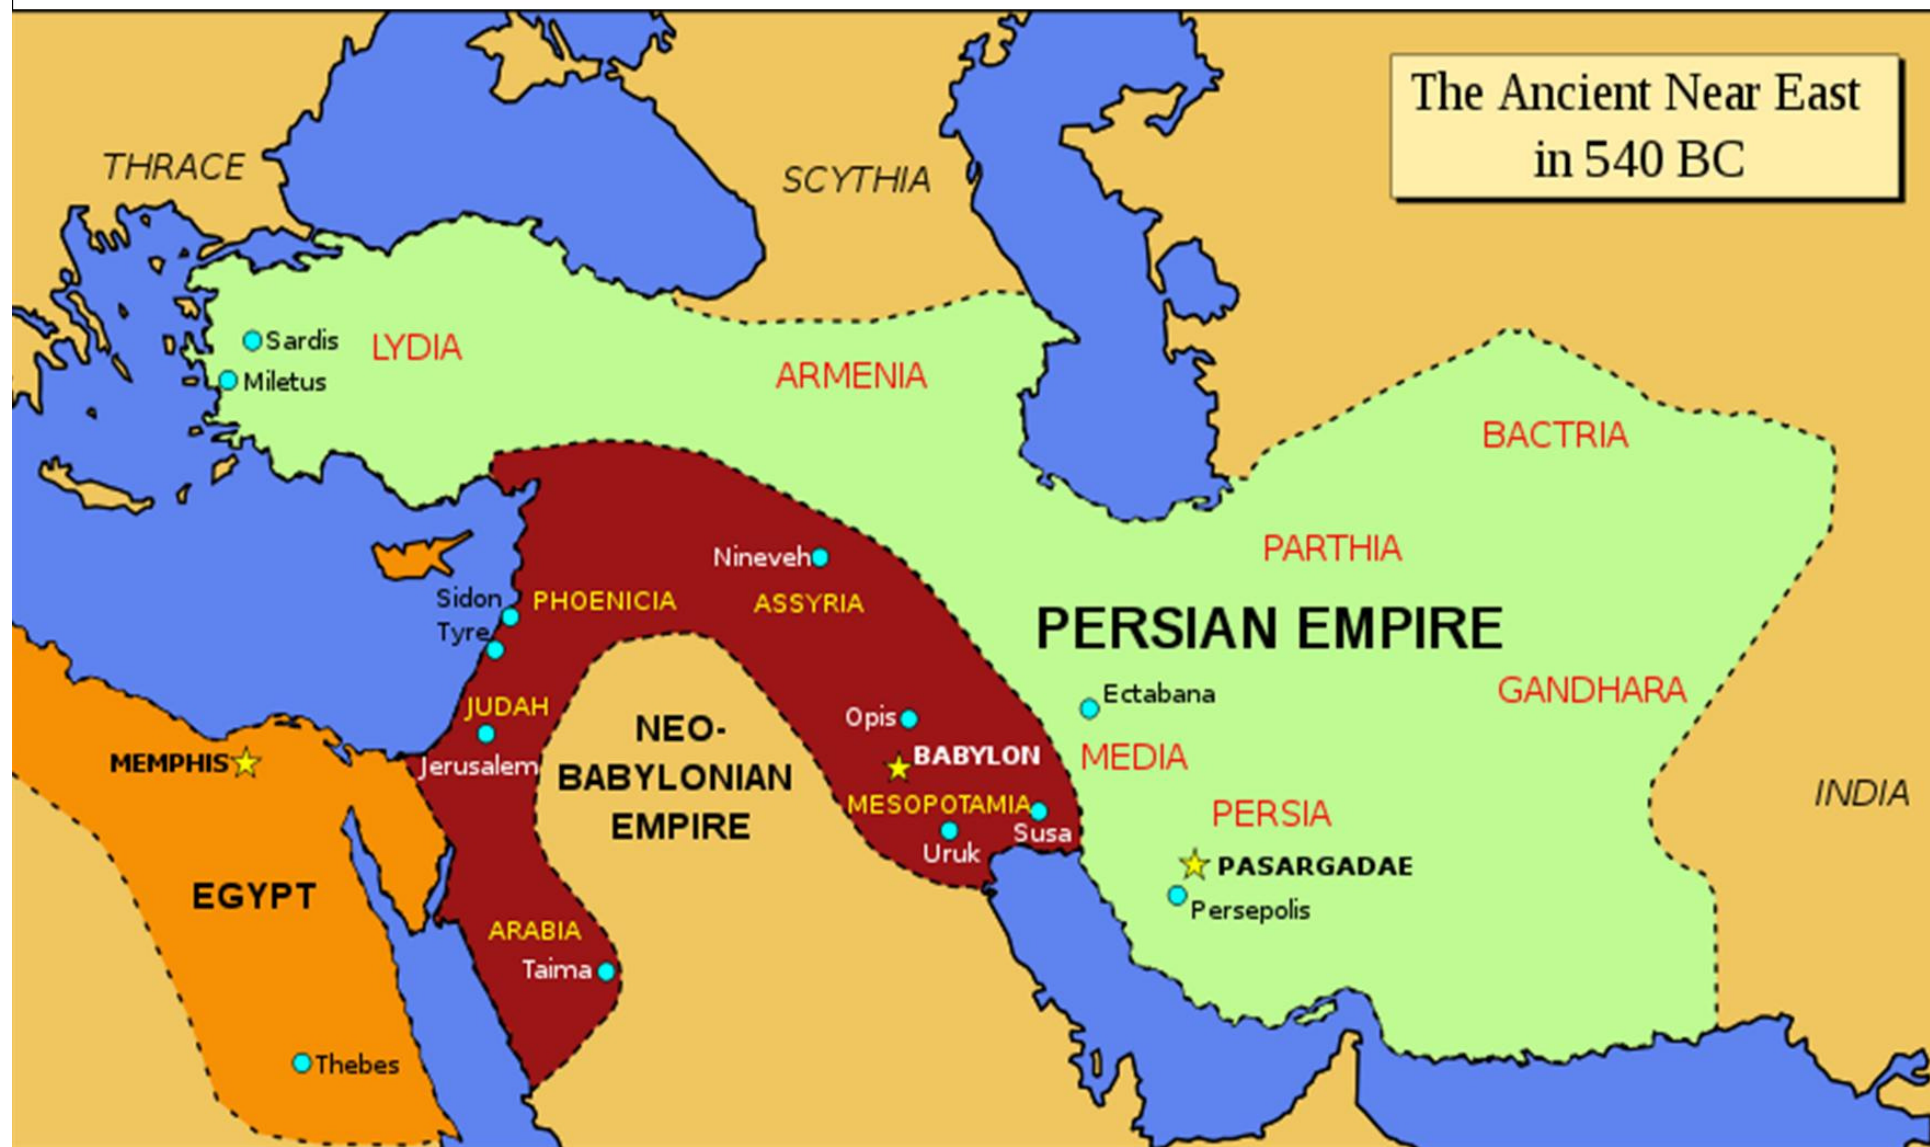 The Ancient Near East
in 540 BC
THRACE
SCYTHIA
Sardis
LYDIA
Miletus
ARMENIA
BACTRIA
PARTHIA
Nineveh
ASSYRIA
Sidon
PHOENICIA
Tyre
PERSIAN EMPIRE
GANDHARA
Ectabana
JUDAH
Jerusalem
NEO-
BABYLONIAN
EMPIRE
Opis
BABYLON
MEDIA
MEMPHIS
MESOPOTAMIA
Susa
Uruk
PERSIA
INDIA
PASARGADAE
Persepolis
EGYPT
ARABIA
Taima
Thebes